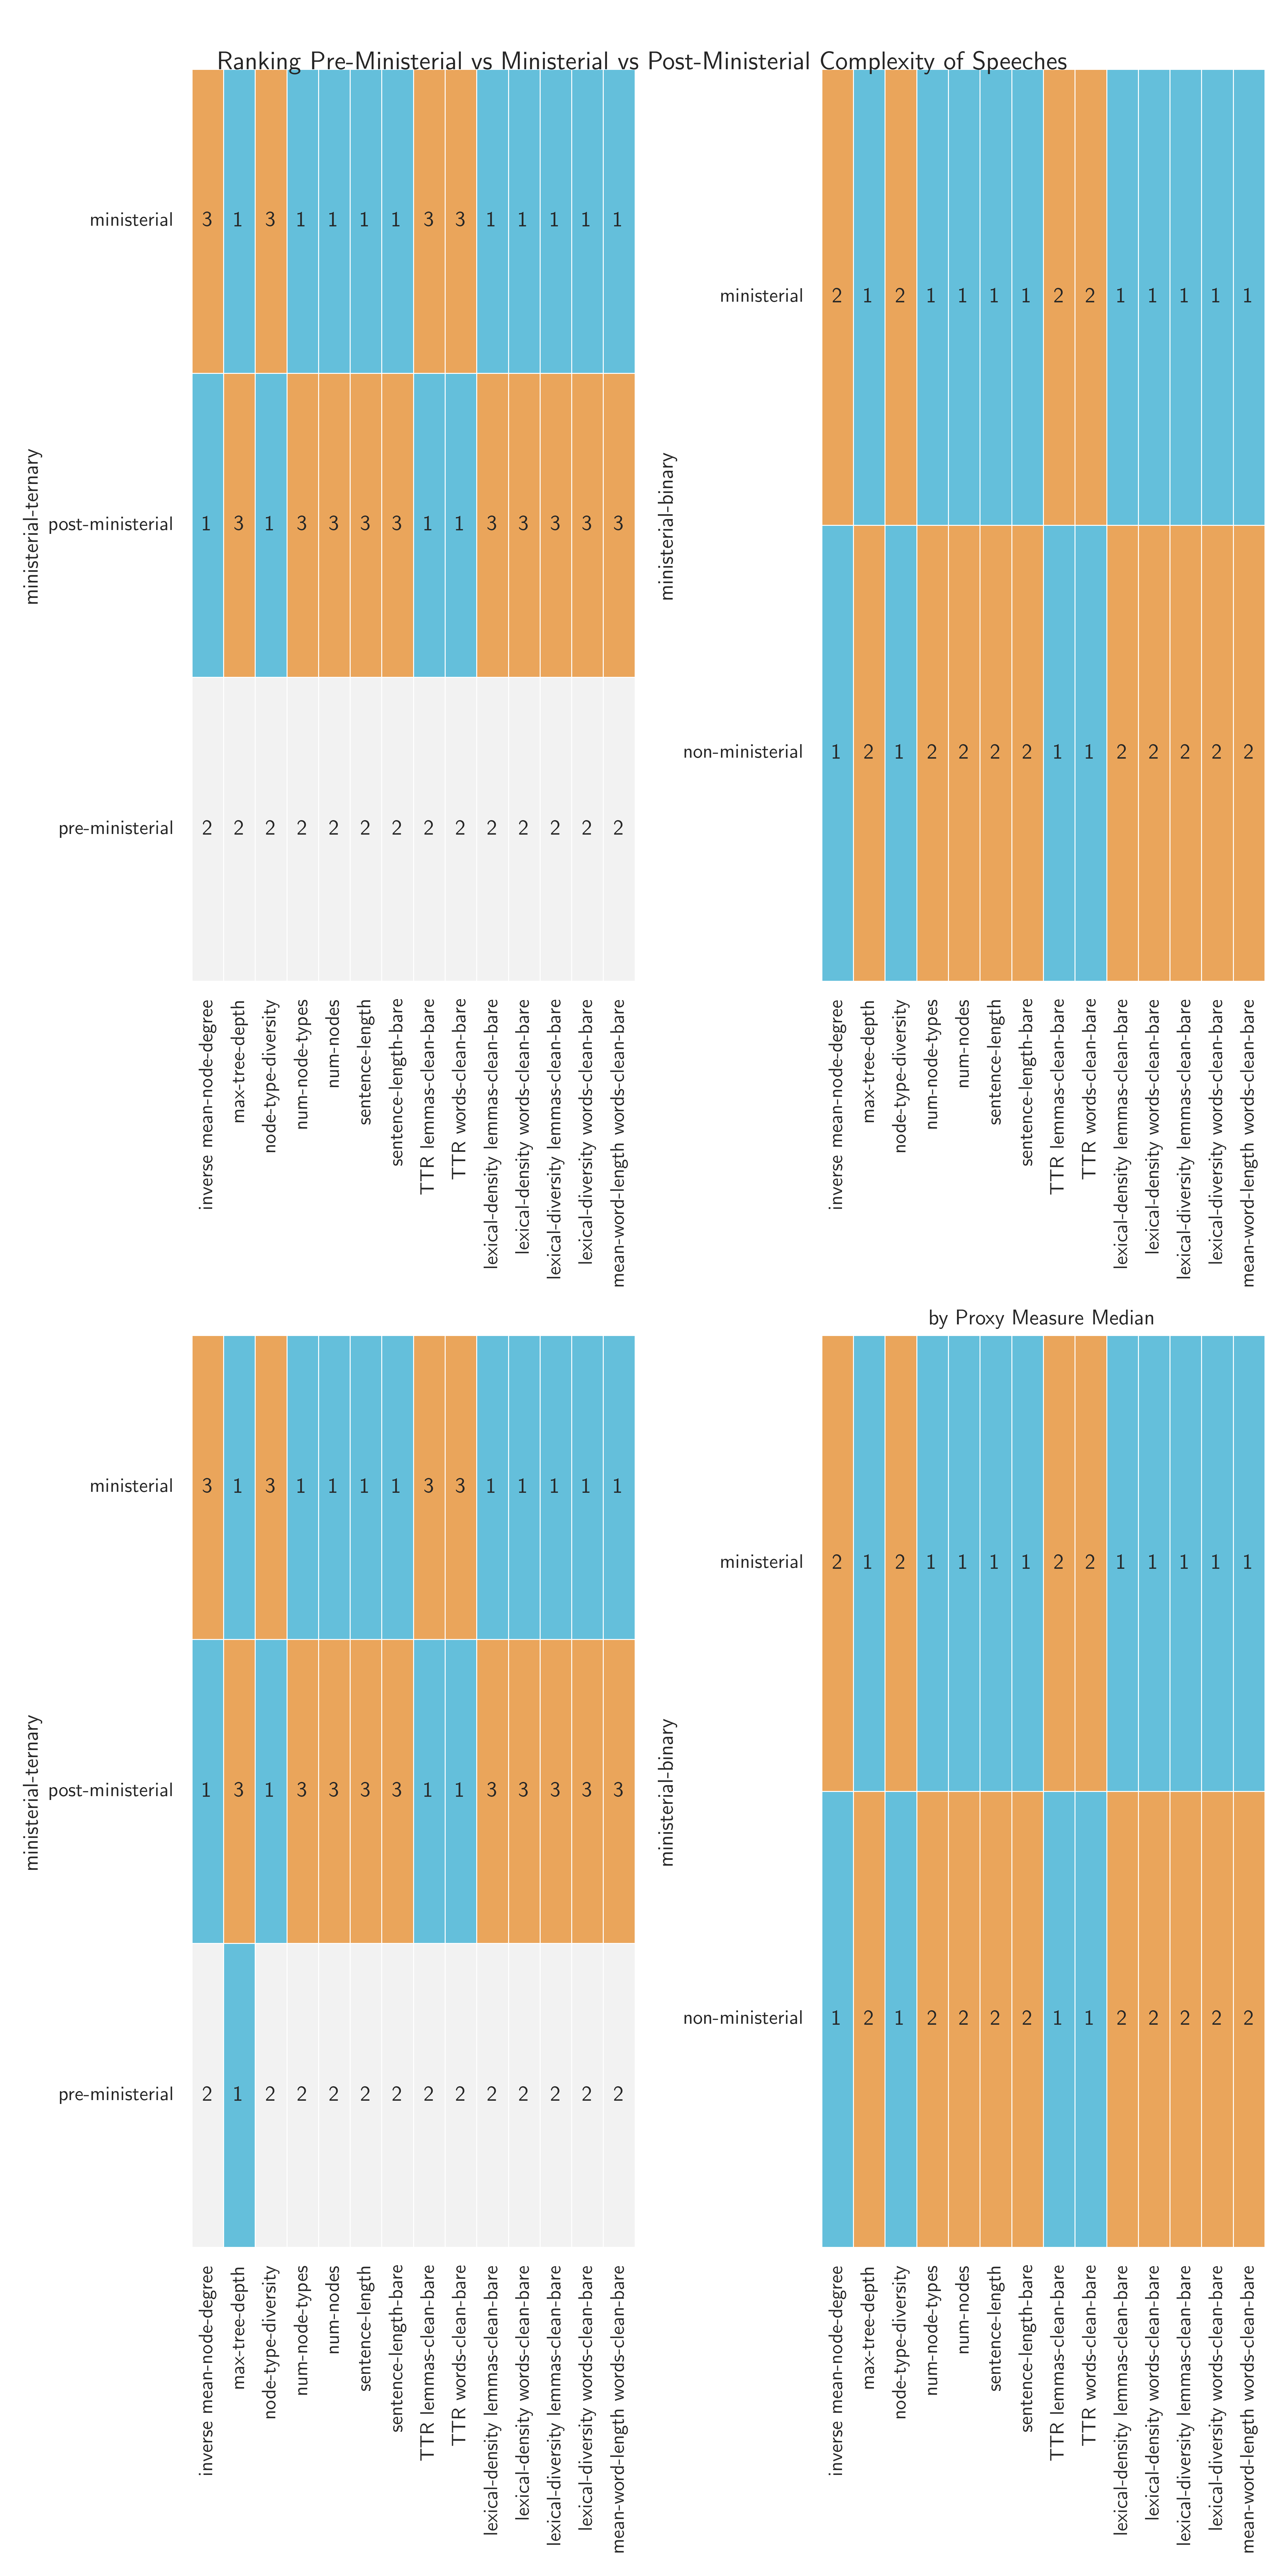 Ranking Pre-Ministerial vs Ministerial vs Post-Ministerial Complexity of Speeches
ministerial-ternary
ministerial 3 1 3 1 1 1 1 3 3 1 1 1 1 1
post-ministerial 1 3 1 3 3 3 3 1 1 3 3 3 3 3
pre-ministerial 2 2 2 2 2 2 2 2 2 2 2 2 2 2
inverse mean-node-degree
max-tree-depth
node-type-diversity
num-node-types
num-nodes
sentence-length
sentence-length-bare
TTR lemmas-clean-bare
TTR words-clean-bare
lexical-density lemmas-clean-bare
lexical-density words-clean-bare
lexical-diversity lemmas-clean-bare
lexical-diversity words-clean-bare
mean-word-length words-clean-bare
ministerial-binary
ministerial 2 1 2 1 1 1 1 2 2 1 1 1 1 1
non-ministerial 1 2 1 2 2 2 2 1 1 2 2 2 2 2
inverse mean-node-degree
max-tree-depth
node-type-diversity
num-node-types
num-nodes
sentence-length
sentence-length-bare
TTR lemmas-clean-bare
TTR words-clean-bare
lexical-density lemmas-clean-bare
lexical-density words-clean-bare
lexical-diversity lemmas-clean-bare
lexical-diversity words-clean-bare
mean-word-length words-clean-bare
ministerial-ternary
ministerial 3 1 3 1 1 1 1 3 3 1 1 1 1 1
post-ministerial 1 3 1 3 3 3 3 1 1 3 3 3 3 3
pre-ministerial 2 1 2 2 2 2 2 2 2 2 2 2 2 2
inverse mean-node-degree
max-tree-depth
node-type-diversity
num-node-types
num-nodes
sentence-length
sentence-length-bare
TTR lemmas-clean-bare
TTR words-clean-bare
lexical-density lemmas-clean-bare
lexical-density words-clean-bare
lexical-diversity lemmas-clean-bare
lexical-diversity words-clean-bare
mean-word-length words-clean-bare
by Proxy Measure Median
ministerial-binary
ministerial 2 1 2 1 1 1 1 2 2 1 1 1 1 1
non-ministerial 1 2 1 2 2 2 2 1 1 2 2 2 2 2
inverse mean-node-degree
max-tree-depth
node-type-diversity
num-node-types
num-nodes
sentence-length
sentence-length-bare
TTR lemmas-clean-bare
TTR words-clean-bare
lexical-density lemmas-clean-bare
lexical-density words-clean-bare
lexical-diversity lemmas-clean-bare
lexical-diversity words-clean-bare
mean-word-length words-clean-bare